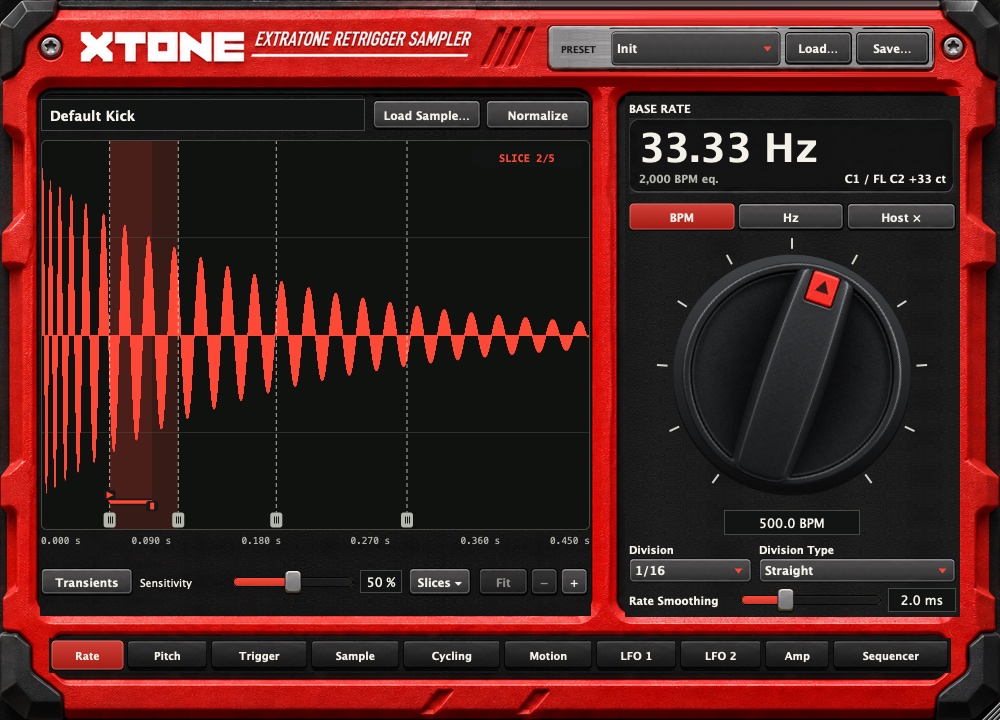 XTONE EXTRATONE RETRIGGER SAMPLER
PRESET Init Load... Save...
Default Kick Load Sample... Normalize
SLICE 2/5
0.000 s 0.090 s 0.180 s 0.270 s 0.360 s 0.450 s
Transients Sensitivity 50 % Slices Fit − +
BASE RATE
33.33 Hz
2,000 BPM eq. C1 / FL C2 +33 ct
BPM Hz Host ×
500.0 BPM
Division Division Type
1/16 Straight
Rate Smoothing 2.0 ms
Rate Pitch Trigger Sample Cycling Motion LFO 1 LFO 2 Amp Sequencer